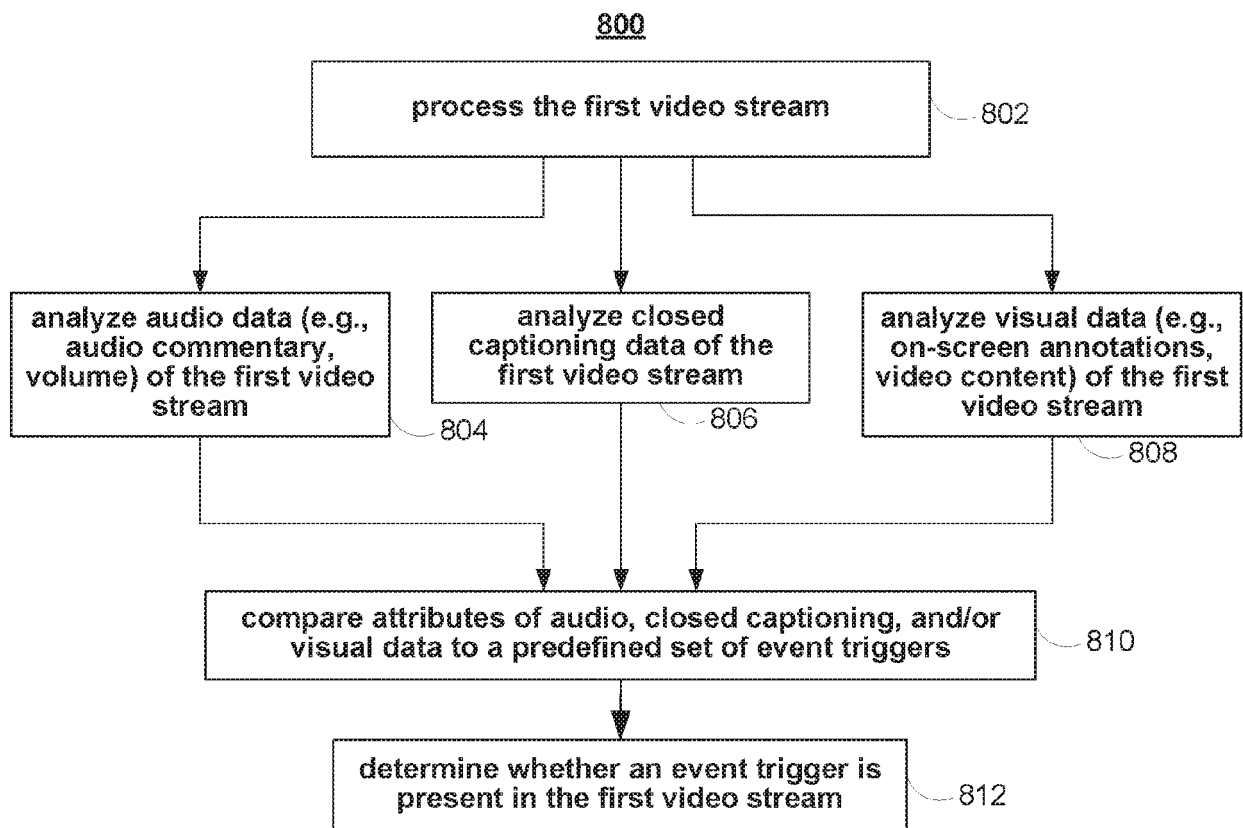 800
process the first video stream
802
analyze audio data (e.g.,
audio commentary,
volume) of the first video
stream
804
analyze closed
captioning data of the
first video stream
806
analyze visual data (e.g.,
on-screen annotations,
video content) of the first
video stream
808
compare attributes of audio, closed captioning, and/or
visual data to a predefined set of event triggers
810
determine whether an event trigger is
present in the first video stream
812